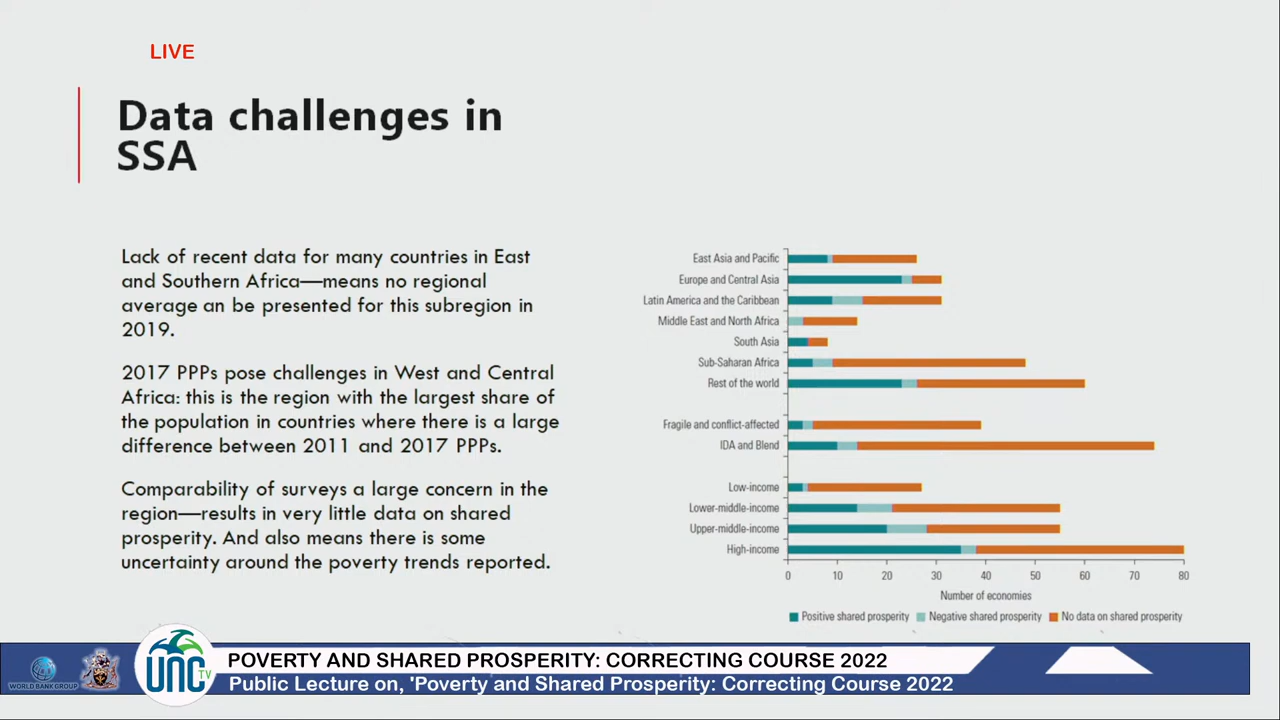 LIVE
Data challenges in
SSA
Lack of recent data for many countries in East
and Southern Africa—means no regional
average an be presented for this subregion in
2019.
2017 PPPs pose challenges in West and Central
Africa: this is the region with the largest share of
the population in countries where there is a large
difference between 2011 and 2017 PPPs.
Comparability of surveys a large concern in the
region—results in very little data on shared
prosperity. And also means there is some
uncertainty around the poverty trends reported.
East Asia and Pacific
Europe and Central Asia
Latin America and the Caribbean
Middle East and North Africa
South Asia
Sub-Saharan Africa
Rest of the world
Fragile and conflict-affected
IDA and Blend
Low-income
Lower-middle-income
Upper-middle-income
High-income
0 10 20 30 40 50 60 70 80
Number of economies
Positive shared prosperity Negative shared prosperity No data on shared prosperity
WORLD BANK GROUP
UNC TV
POVERTY AND SHARED PROSPERITY: CORRECTING COURSE 2022
Public Lecture on, 'Poverty and Shared Prosperity: Correcting Course 2022